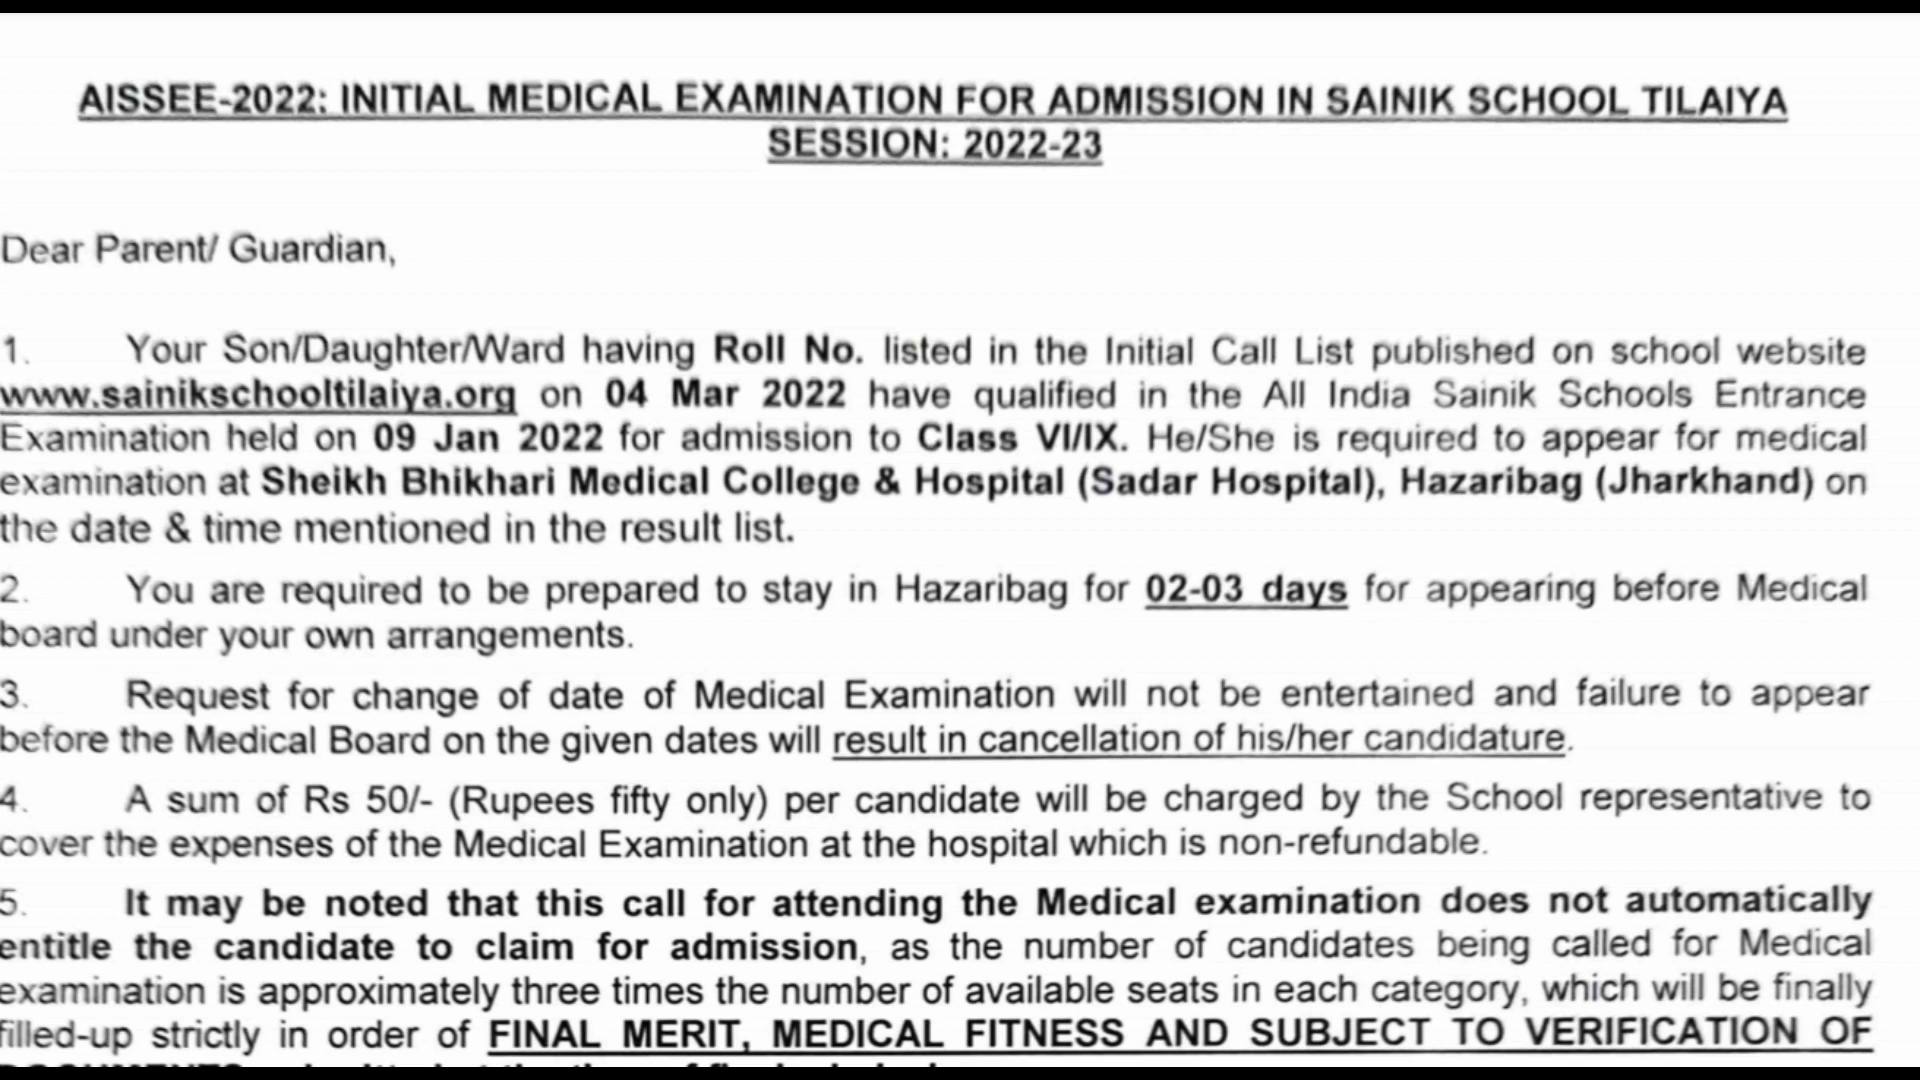 AISSEE-2022: INITIAL MEDICAL EXAMINATION FOR ADMISSION IN SAINIK SCHOOL TILAIYA
SESSION: 2022-23
Dear Parent/ Guardian,
1. Your Son/Daughter/Ward having Roll No. listed in the Initial Call List published on school website
www.sainikschooltilaiya.org on 04 Mar 2022 have qualified in the All India Sainik Schools Entrance
Examination held on 09 Jan 2022 for admission to Class VI/IX. He/She is required to appear for medical
examination at Sheikh Bhikhari Medical College & Hospital (Sadar Hospital), Hazaribag (Jharkhand) on
the date & time mentioned in the result list.
2. You are required to be prepared to stay in Hazaribag for 02-03 days for appearing before Medical
board under your own arrangements.
3. Request for change of date of Medical Examination will not be entertained and failure to appear
before the Medical Board on the given dates will result in cancellation of his/her candidature.
4. A sum of Rs 50/- (Rupees fifty only) per candidate will be charged by the School representative to
cover the expenses of the Medical Examination at the hospital which is non-refundable.
5. It may be noted that this call for attending the Medical examination does not automatically
entitle the candidate to claim for admission, as the number of candidates being called for Medical
examination is approximately three times the number of available seats in each category, which will be finally
filled-up strictly in order of FINAL MERIT, MEDICAL FITNESS AND SUBJECT TO VERIFICATION OF